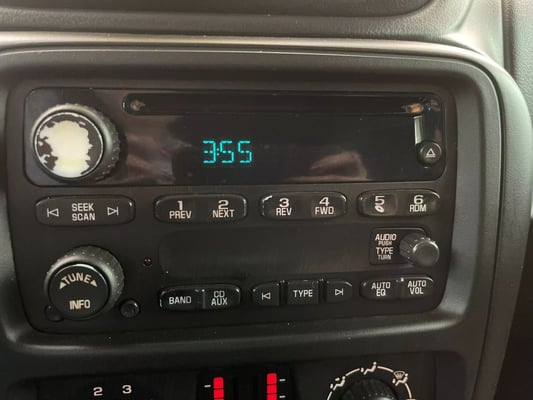 3:55
SEEK
SCAN
1
PREV
2
NEXT
3
REV
4
FWD
5
6
RDM
AUDIO
PUSH
TYPE
TURN
TUNE
INFO
BAND
CD
AUX
TYPE
AUTO
EQ
AUTO
VOL
2
3